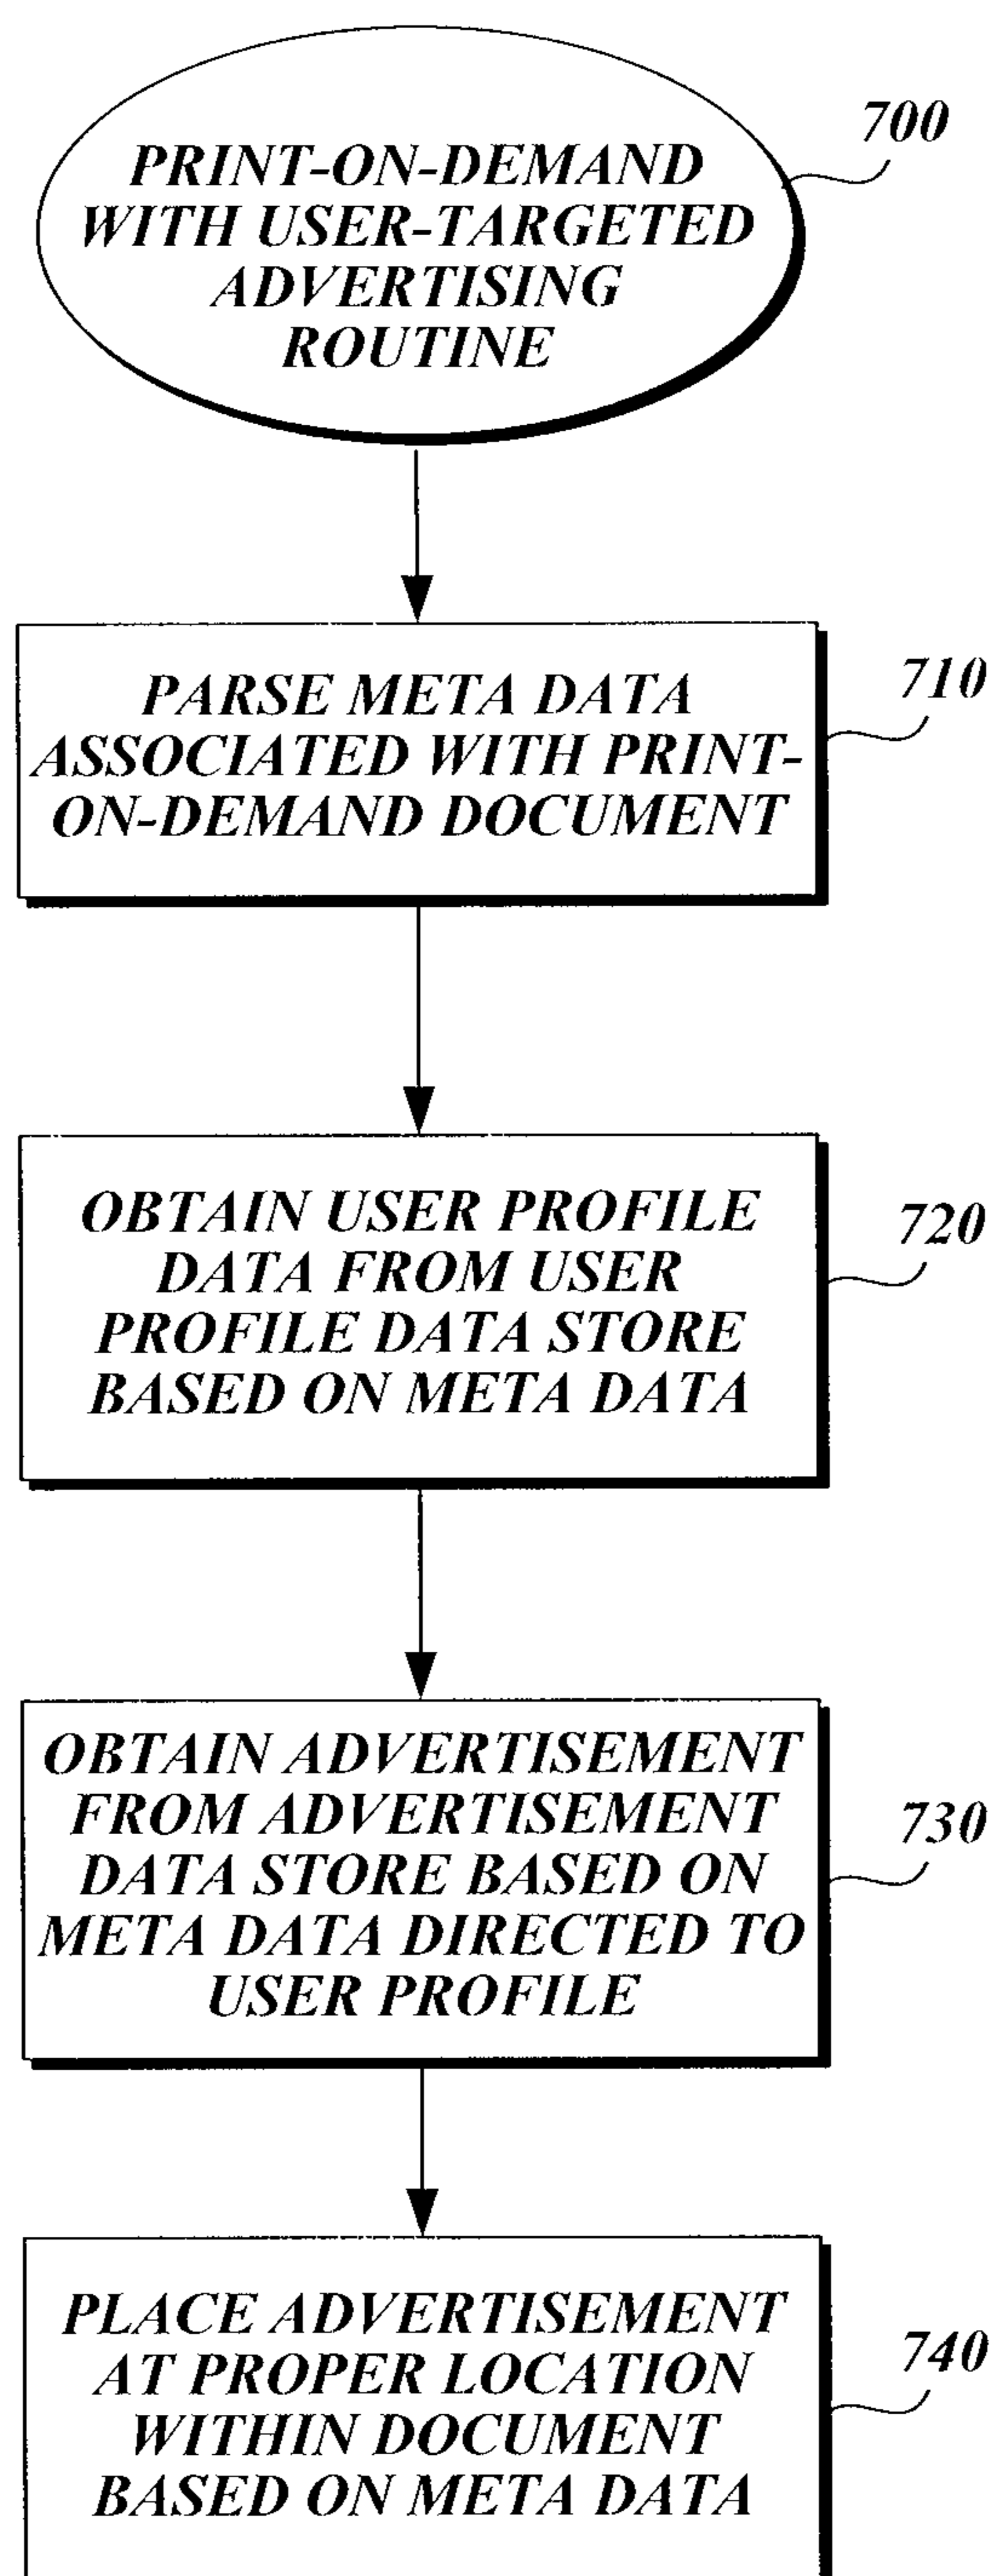 PRINT-ON-DEMAND
WITH USER-TARGETED
ADVERTISING
ROUTINE
700
PARSE META DATA
ASSOCIATED WITH PRINT-
ON-DEMAND DOCUMENT
710
OBTAIN USER PROFILE
DATA FROM USER
PROFILE DATA STORE
BASED ON META DATA
720
OBTAIN ADVERTISEMENT
FROM ADVERTISEMENT
DATA STORE BASED ON
META DATA DIRECTED TO
USER PROFILE
730
PLACE ADVERTISEMENT
AT PROPER LOCATION
WITHIN DOCUMENT
BASED ON META DATA
740